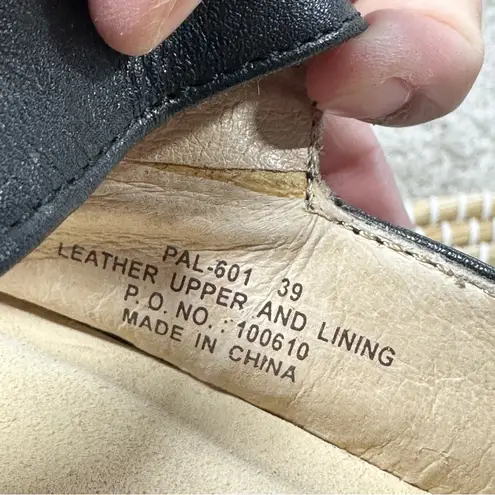 PAL-601 39
LEATHER UPPER AND LINING
P.O. NO.: 100610
MADE IN CHINA